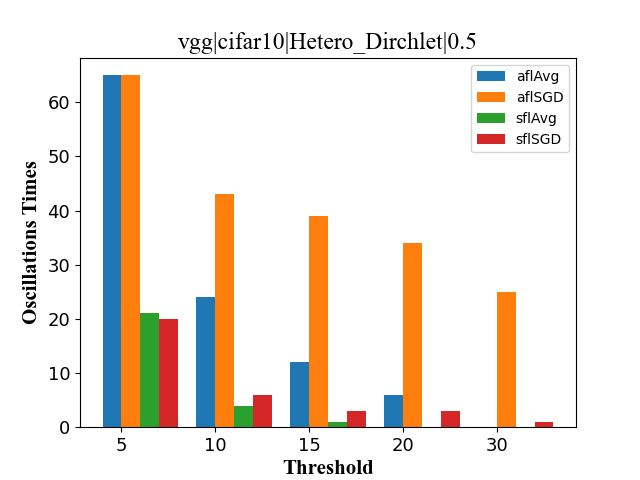 vgg|cifar10|Hetero_Dirchlet|0.5
aflAvg
aflSGD
sflAvg
sflSGD
Oscillations Times
60
50
40
30
20
10
0
5
10
15
20
30
Threshold